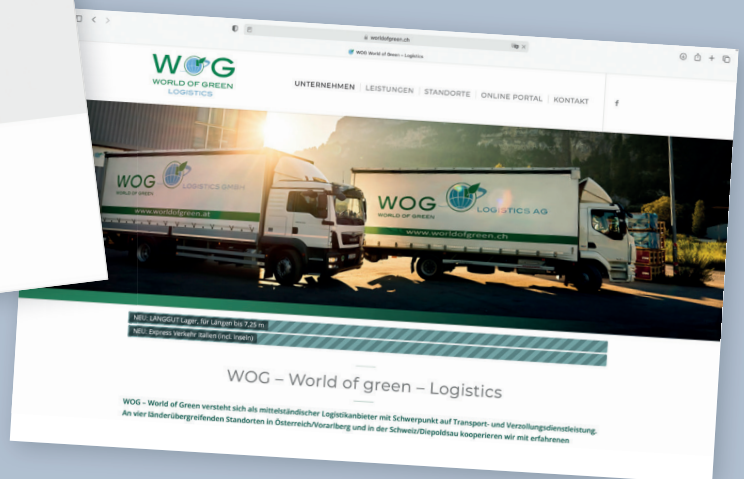 worldofgreen.ch
WOG World of Green – Logistics
WOG
WORLD OF GREEN
LOGISTICS
UNTERNEHMEN
LEISTUNGEN
STANDORTE
ONLINE PORTAL
KONTAKT
f
WOG
WORLD OF GREEN
LOGISTICS GMBH
www.worldofgreen.at
WOG
WORLD OF GREEN
LOGISTICS AG
www.worldofgreen.ch
NEU: LANGGUT Lager, für Längen bis 7,25 m
NEU: Express Verkehr Italien (incl. Inseln)
WOG – World of green – Logistics
WOG – World of Green versteht sich als mittelständischer Logistikanbieter mit Schwerpunkt auf Transport- und Verzollungsdienstleistung.
An vier länderübergreifenden Standorten in Österreich/Vorarlberg und in der Schweiz/Diepoldsau kooperieren wir mit erfahrenen